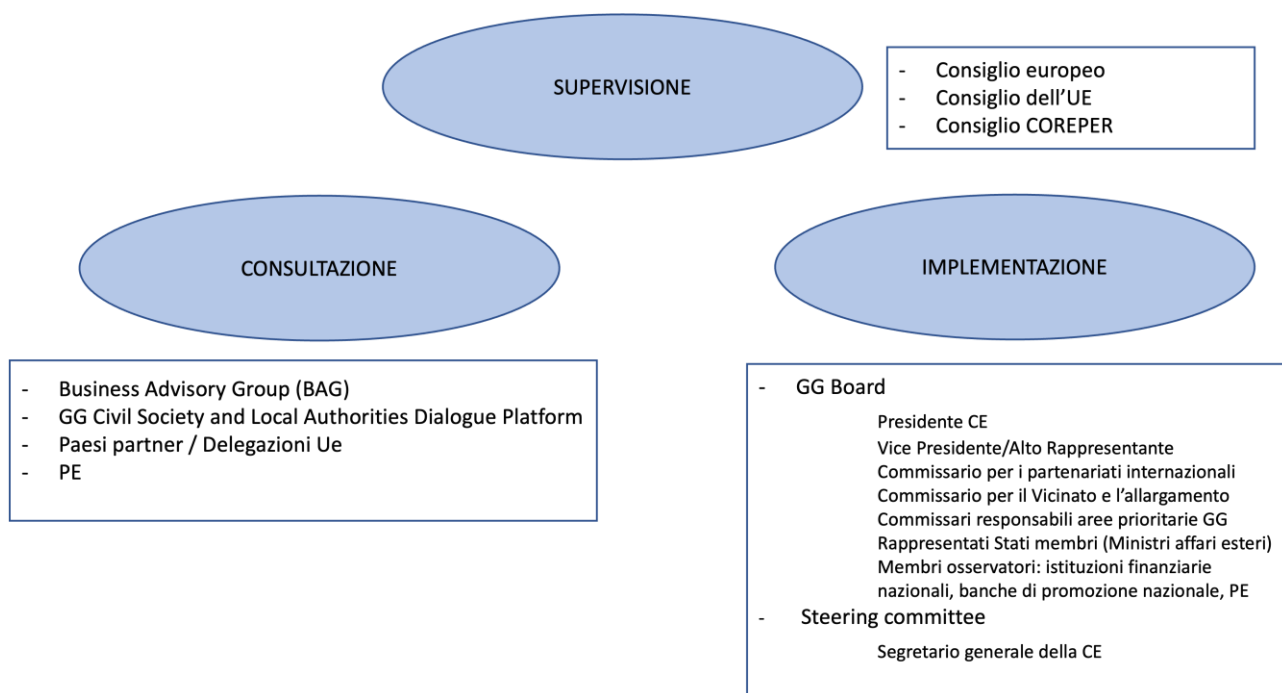 SUPERVISIONE
- Consiglio europeo
- Consiglio dell'UE
- Consiglio COREPER
CONSULTAZIONE
- Business Advisory Group (BAG)
- GG Civil Society and Local Authorities Dialogue Platform
- Paesi partner / Delegazioni Ue
- PE
IMPLEMENTAZIONE
- GG Board
Presidente CE
Vice Presidente/Alto Rappresentante
Commissario per i partenariati internazionali
Commissario per il Vicinato e l'allargamento
Commissari responsabili aree prioritarie GG
Rappresentati Stati membri (Ministri affari esteri)
Membri osservatori: istituzioni finanziarie
nazionali, banche di promozione nazionale, PE
- Steering committee
Segretario generale della CE